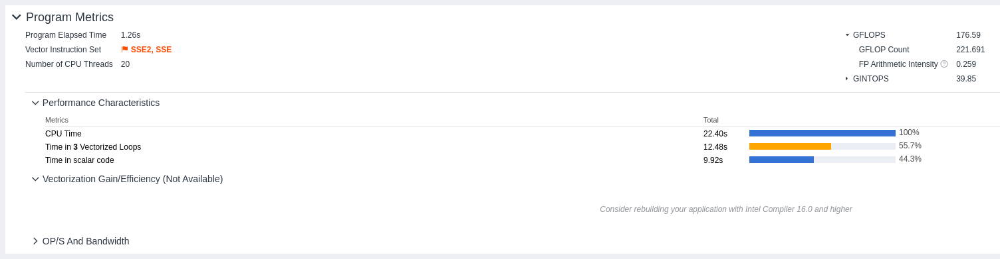 Program Metrics
Program Elapsed Time 1.26s
Vector Instruction Set SSE2, SSE
Number of CPU Threads 20
GFLOPS 176.59
GFLOP Count 221.691
FP Arithmetic Intensity 0.259
GINTOPS 39.85
Performance Characteristics
Metrics Total
CPU Time 22.40s 100%
Time in 3 Vectorized Loops 12.48s 55.7%
Time in scalar code 9.92s 44.3%
Vectorization Gain/Efficiency (Not Available)
Consider rebuilding your application with Intel Compiler 16.0 and higher
OP/S And Bandwidth